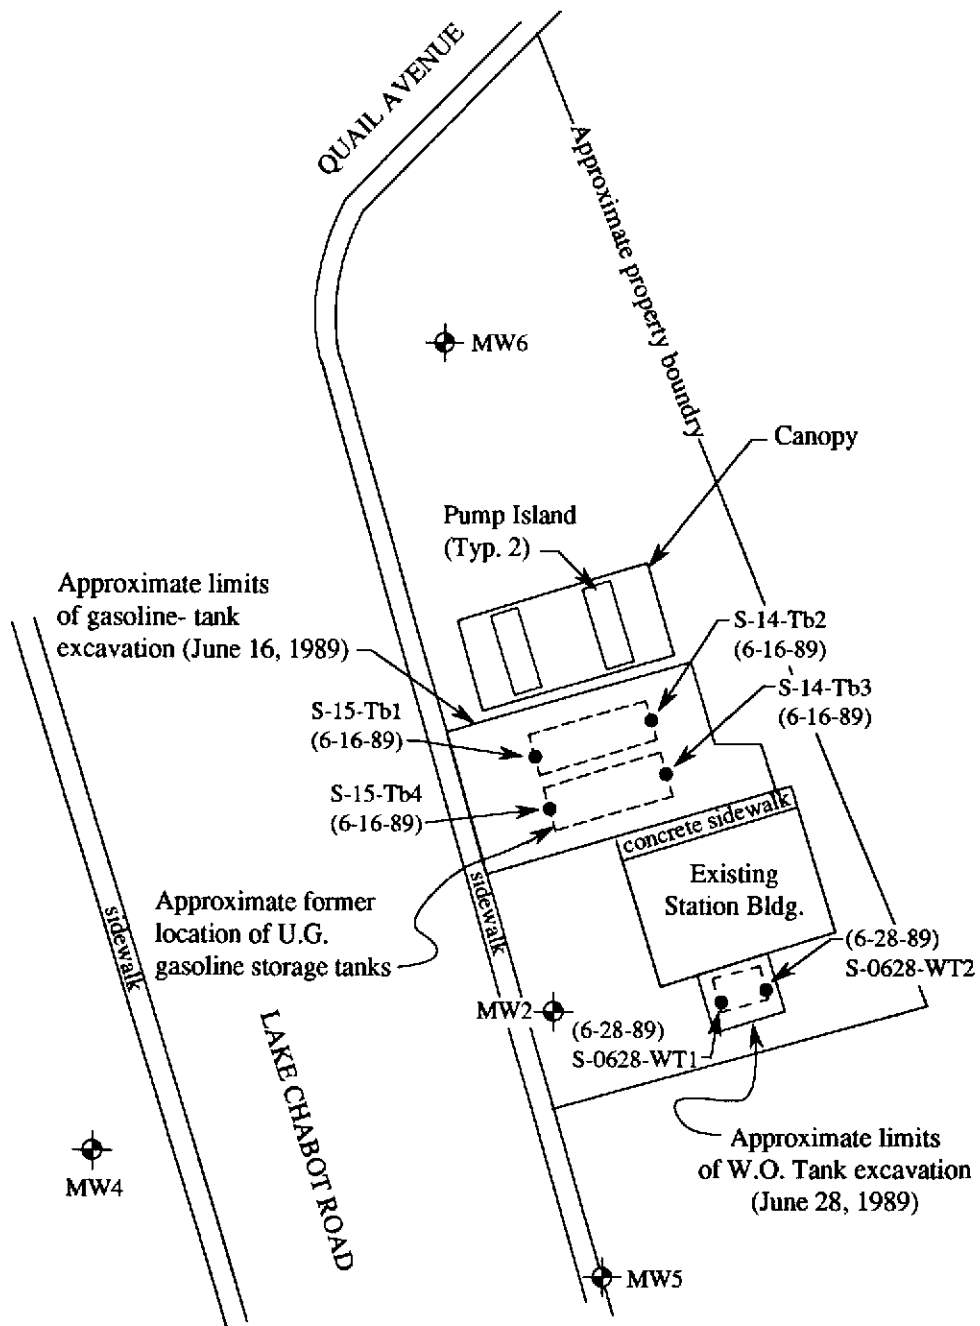 QUAIL AVENUE
Approximate property boundry
MW6
Canopy
Pump Island
(Typ. 2)
Approximate limits
of gasoline- tank
excavation (June 16, 1989)
S-14-Tb2
(6-16-89)
S-14-Tb3
(6-16-89)
S-15-Tb1
(6-16-89)
S-15-Tb4
(6-16-89)
concrete sidewalk
Existing
Station Bldg.
sidewalk
sidewalk
Approximate former
location of U.G.
gasoline storage tanks
(6-28-89)
S-0628-WT2
MW2
(6-28-89)
S-0628-WT1
LAKE CHABOT ROAD
MW4
Approximate limits
of W.O. Tank excavation
(June 28, 1989)
MW5